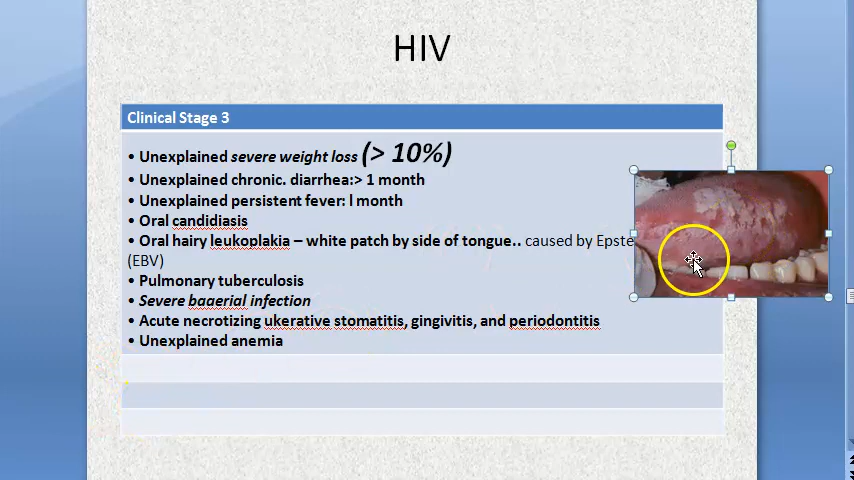 HIV
Clinical Stage 3
• Unexplained severe weight loss (> 10%)
• Unexplained chronic. diarrhea:> 1 month
• Unexplained persistent fever: l month
• Oral candidiasis
• Oral hairy leukoplakia – white patch by side of tongue.. caused by Epste
(EBV)
• Pulmonary tuberculosis
• Severe baaerial infection
• Acute necrotizing ukerative stomatitis, gingivitis, and periodontitis
• Unexplained anemia